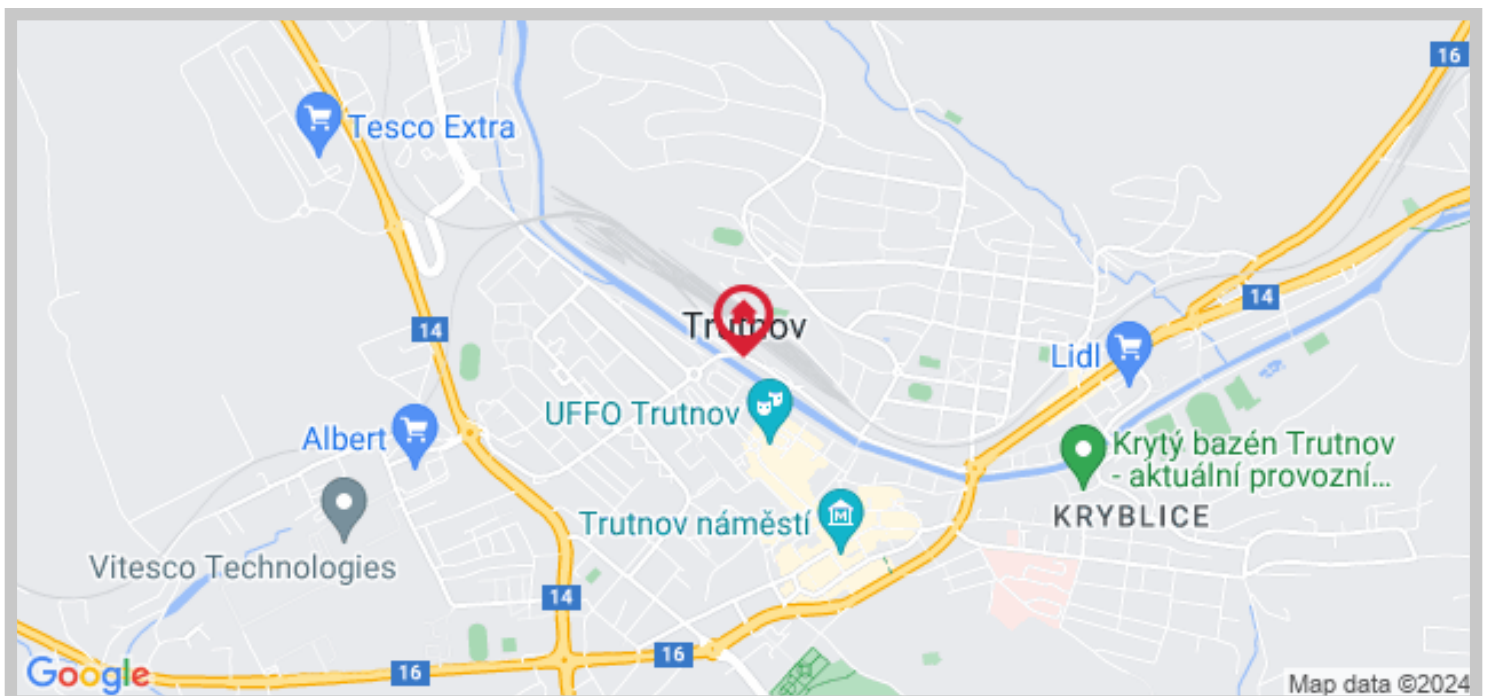 16
Tesco Extra
14
14
Trutnov
Lidl
UFFO Trutnov
Albert
Krytý bazén Trutnov
- aktuální provozní...
Trutnov náměstí
KRYBLICE
Vitesco Technologies
14
16
16
Google
Map data ©2024